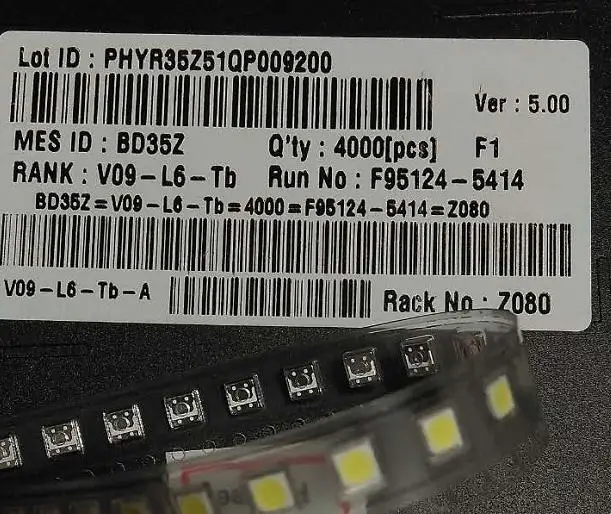 Lot ID : PHYR35Z51QP009200
Ver : 5.00
MES ID : BD35Z Q'ty : 4000[pcs] F1
RANK : V09-L6-Tb Run No : F95124-5414
BD35Z=V09-L6-Tb=4000=F95124-5414=Z080
V09-L6-Tb-A Rack No : Z080